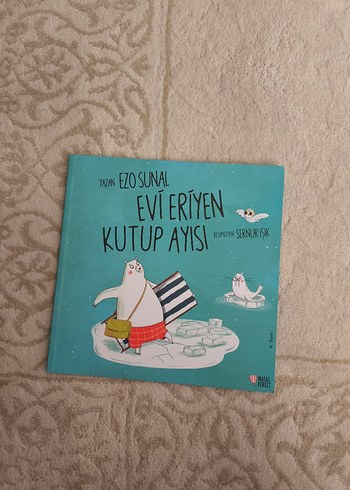 YAZAN EZO SUNAL
EVİ ERİYEN
KUTUP AYISI
RESİMLEYEN SERNUR IŞIK